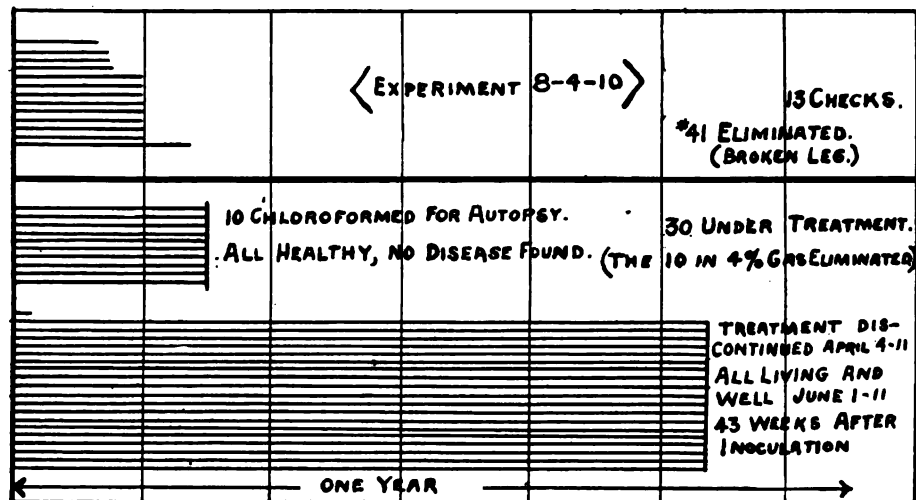 <EXPERIMENT 8-4-10>
13 CHECKS.
#41 ELIMINATED.
(BROKEN LEG.)
10 CHLOROFORMED FOR AUTOPSY.
ALL HEALTHY, NO DISEASE FOUND.
30 UNDER TREATMENT.
(THE 10 IN 4% GAS ELIMINATED)
TREATMENT DIS-
CONTINUED APRIL 4-11
ALL LIVING AND
WELL JUNE 1-11
43 WEEKS AFTER
INOCULATION
ONE YEAR